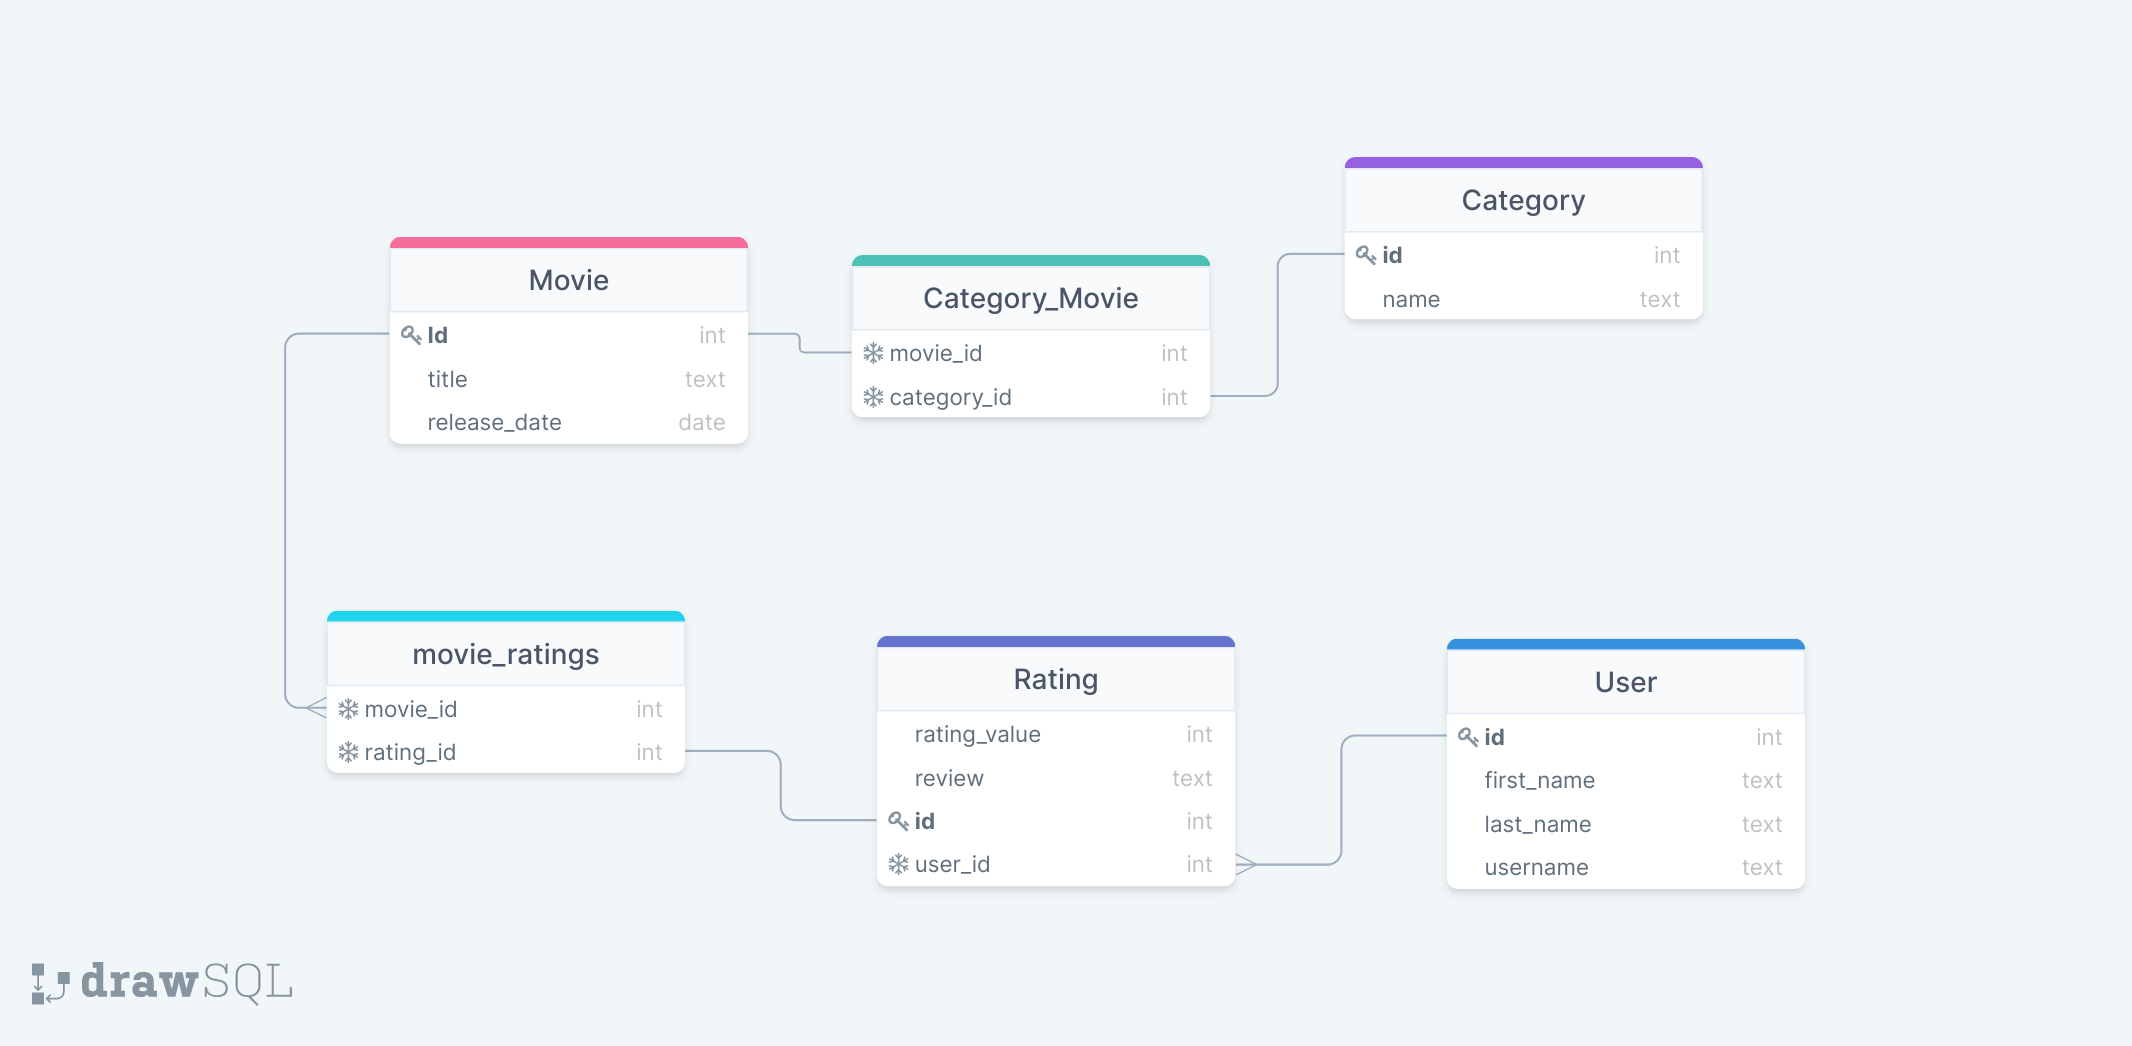 Category
id int
name text
Movie
Id int
title text
release_date date
Category_Movie
movie_id int
category_id int
movie_ratings
movie_id int
rating_id int
Rating
rating_value int
review text
id int
user_id int
User
id int
first_name text
last_name text
username text
drawSQL